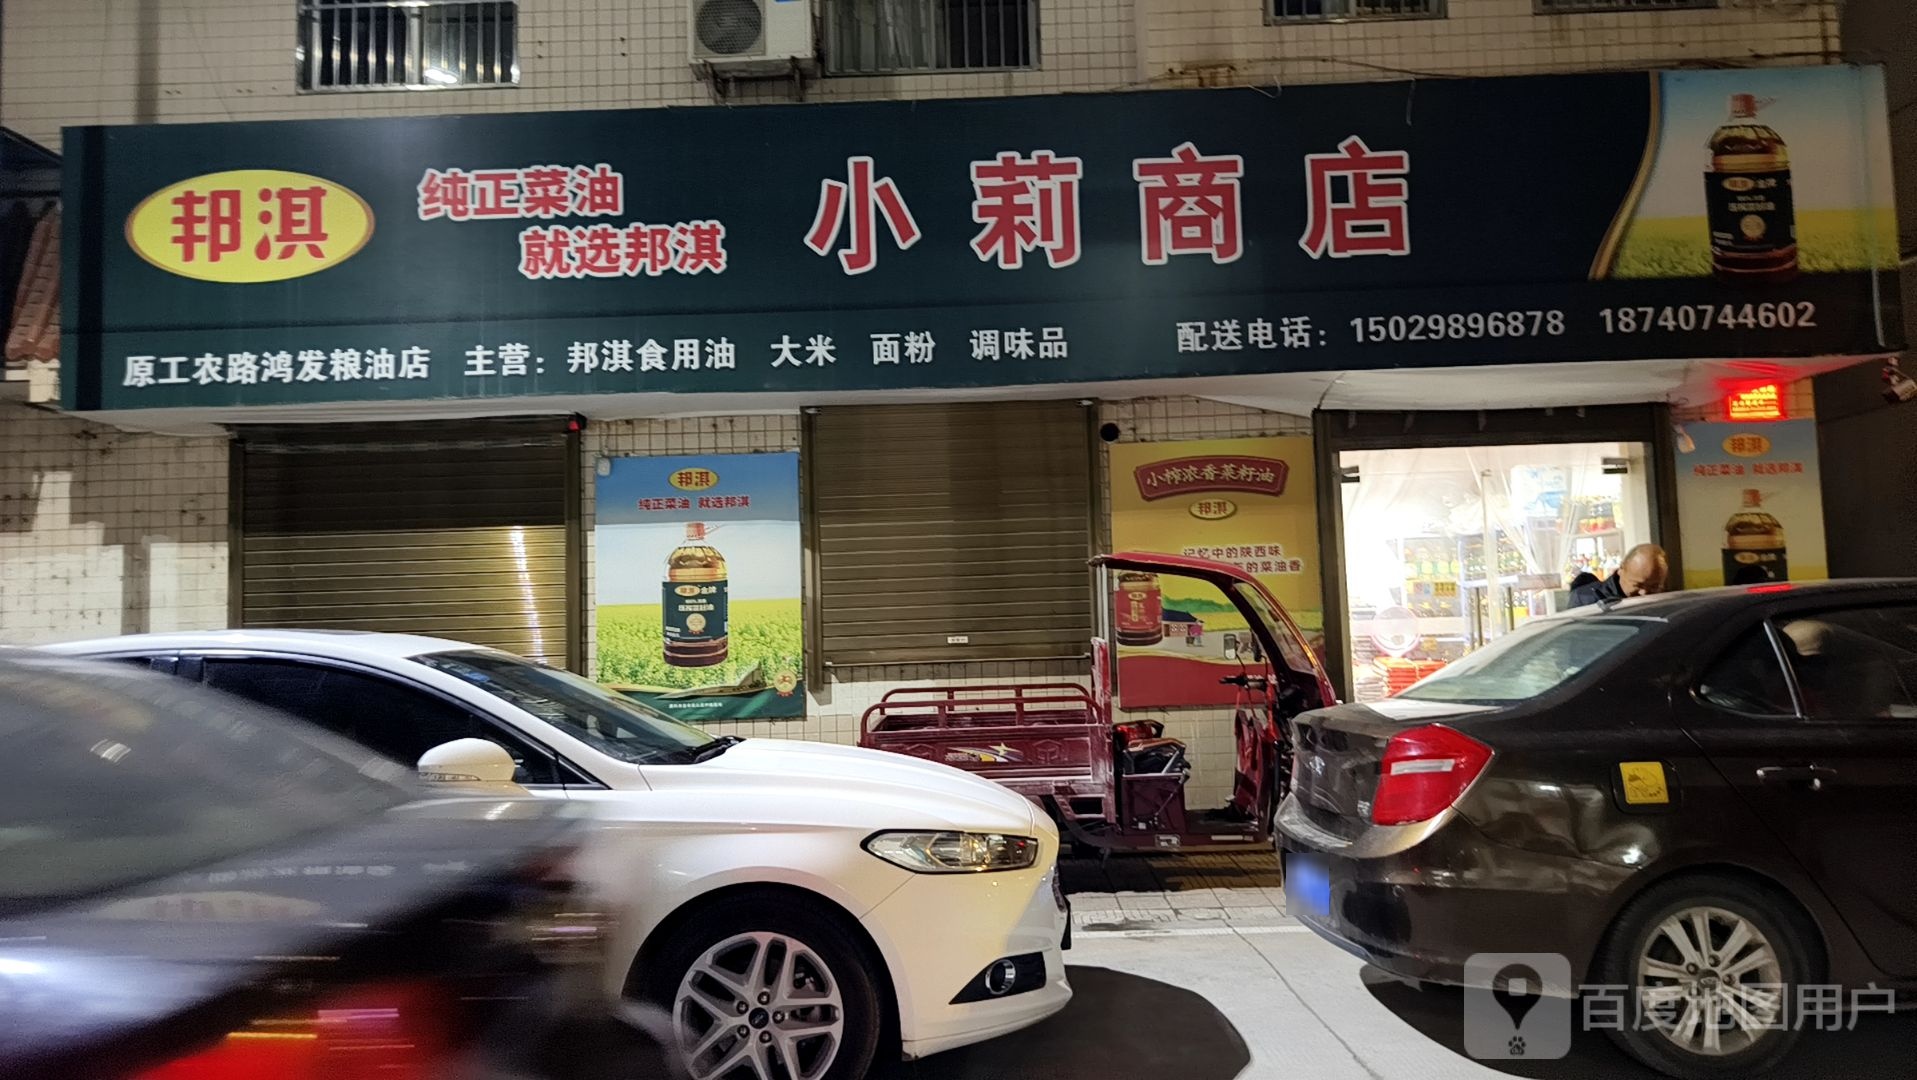 邦淇
纯正菜油
就选邦淇
小莉商店
原工农路鸿发粮油店 主营：邦淇食用油 大米 面粉 调味品
配送电话：15029896878 18740744602
邦淇
纯正菜油 就选邦淇
小榨浓香菜籽油
邦淇
记忆中的陕西味
的菜油香
邦淇
纯正菜油 就选邦淇
百度地图用户